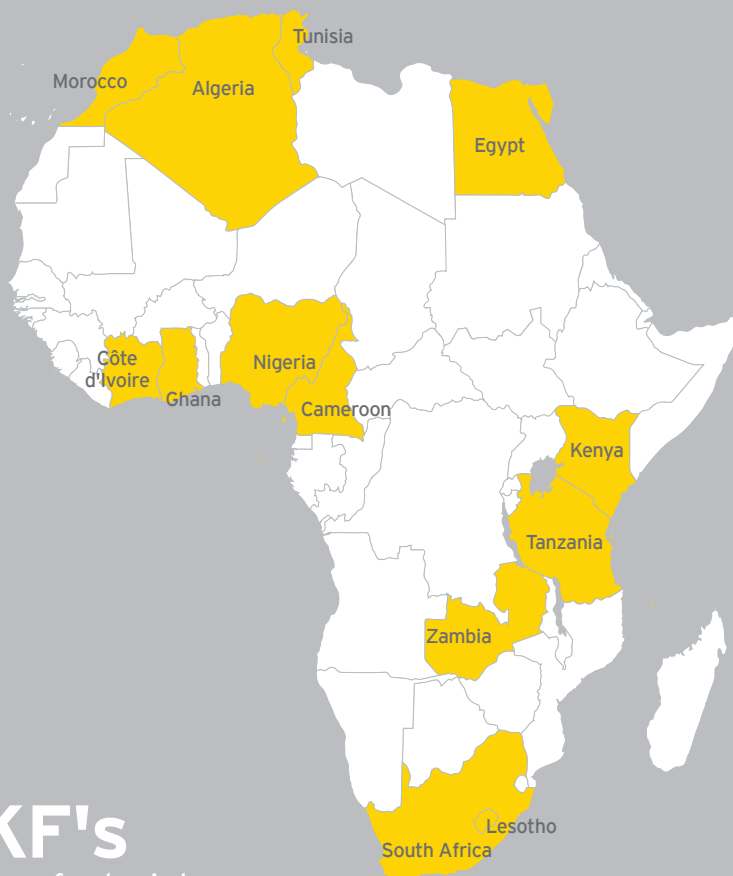 Tunisia
Morocco
Algeria
Egypt
Côte
d'Ivoire
Ghana
Nigeria
Cameroon
Kenya
Tanzania
Zambia
Lesotho
South Africa
KF's